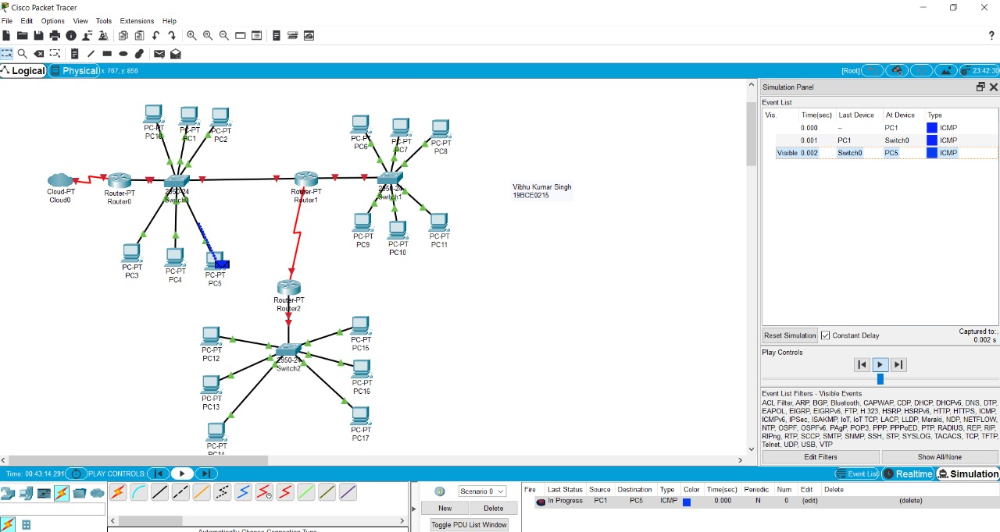 Cisco Packet Tracer
File Edit Options View Tools Extensions Help
?
Logical Physical x: 767, y: 856 [Root] 23:42:30
Simulation Panel
Event List
Vis. Time(sec) Last Device At Device Type
0.000 -- PC1 ICMP
0.001 PC1 Switch0 ICMP
Visible 0.002 Switch0 PC5 ICMP
PC-PT
PC-PT
PC1
PC-PT
PC2
PC-PT
PC6
PC-PT
PC7
PC-PT
PC8
Cloud-PT
Cloud0
Router-PT
Router0
2950-24
Switch0
Router-PT
Router1
2950-24
Switch1
Vibhu Kumar Singh
19BCE0215
PC-PT
PC3
PC-PT
PC4
PC-PT
PC5
PC-PT
PC9
PC-PT
PC10
PC-PT
PC11
Router-PT
Router2
PC-PT
PC12
PC-PT
PC15
2950-24
Switch2
PC-PT
PC13
PC-PT
PC16
PC-PT
PC14
PC-PT
PC17
Reset Simulation Constant Delay Captured to:
0.002 s
Play Controls
Event List Filters - Visible Events
ACL Filter, ARP, BGP, Bluetooth, CAPWAP, CDP, DHCP, DHCPv6, DNS, DTP,
EAPOL, EIGRP, EIGRPv6, FTP, H.323, HSRP, HSRPv6, HTTP, HTTPS, ICMP,
ICMPv6, IPSec, ISAKMP, IoT, IoT TCP, LACP, LLDP, Meraki, NDP, NETFLOW,
NTP, OSPF, OSPFv6, PAgP, POP3, PPP, PPPoED, PTP, RADIUS, REP, RIP,
RIPng, RTP, SCCP, SMTP, SNMP, SSH, STP, SYSLOG, TACACS, TCP, TFTP,
Telnet, UDP, USB, VTP
Edit Filters Show All/None
Time: 00:43:14.291 PLAY CONTROLS Event List Realtime Simulation
Scenario 0
New Delete
Toggle PDU List Window
Fire Last Status Source Destination Type Color Time(sec) Periodic Num Edit Delete
In Progress PC1 PC5 ICMP 0.000 N 0 (edit) (delete)
Automatically Choose Connection Type